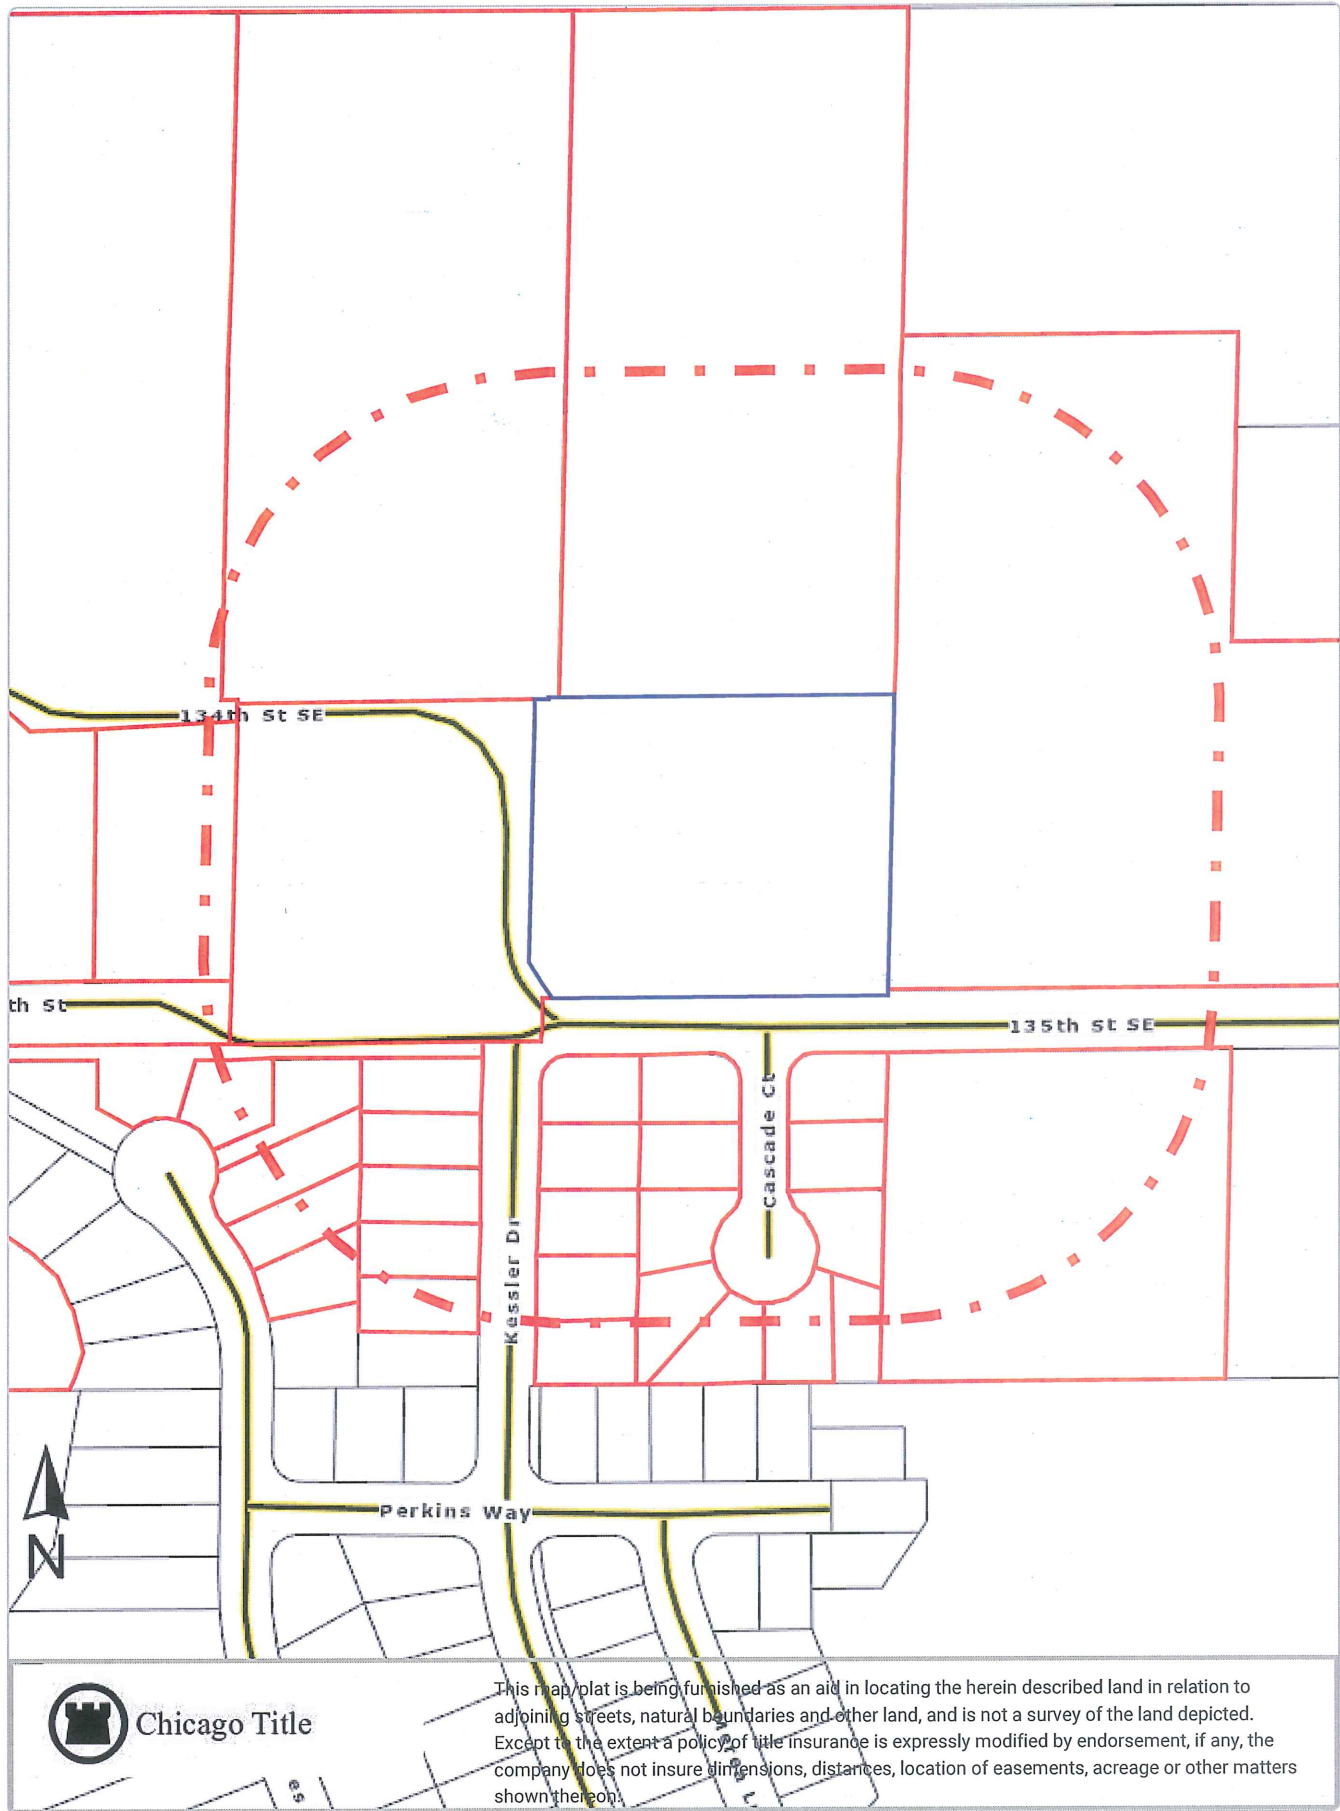 134th St SE
th St
135th St SE
Cascade Ct
Kessler Dr
Perkins Way
N
Chicago Title
This map/plat is being furnished as an aid in locating the herein described land in relation to
adjoining streets, natural boundaries and other land, and is not a survey of the land depicted.
Except to the extent a policy of title insurance is expressly modified by endorsement, if any, the
company does not insure dimensions, distances, location of easements, acreage or other matters
shown thereon.
es